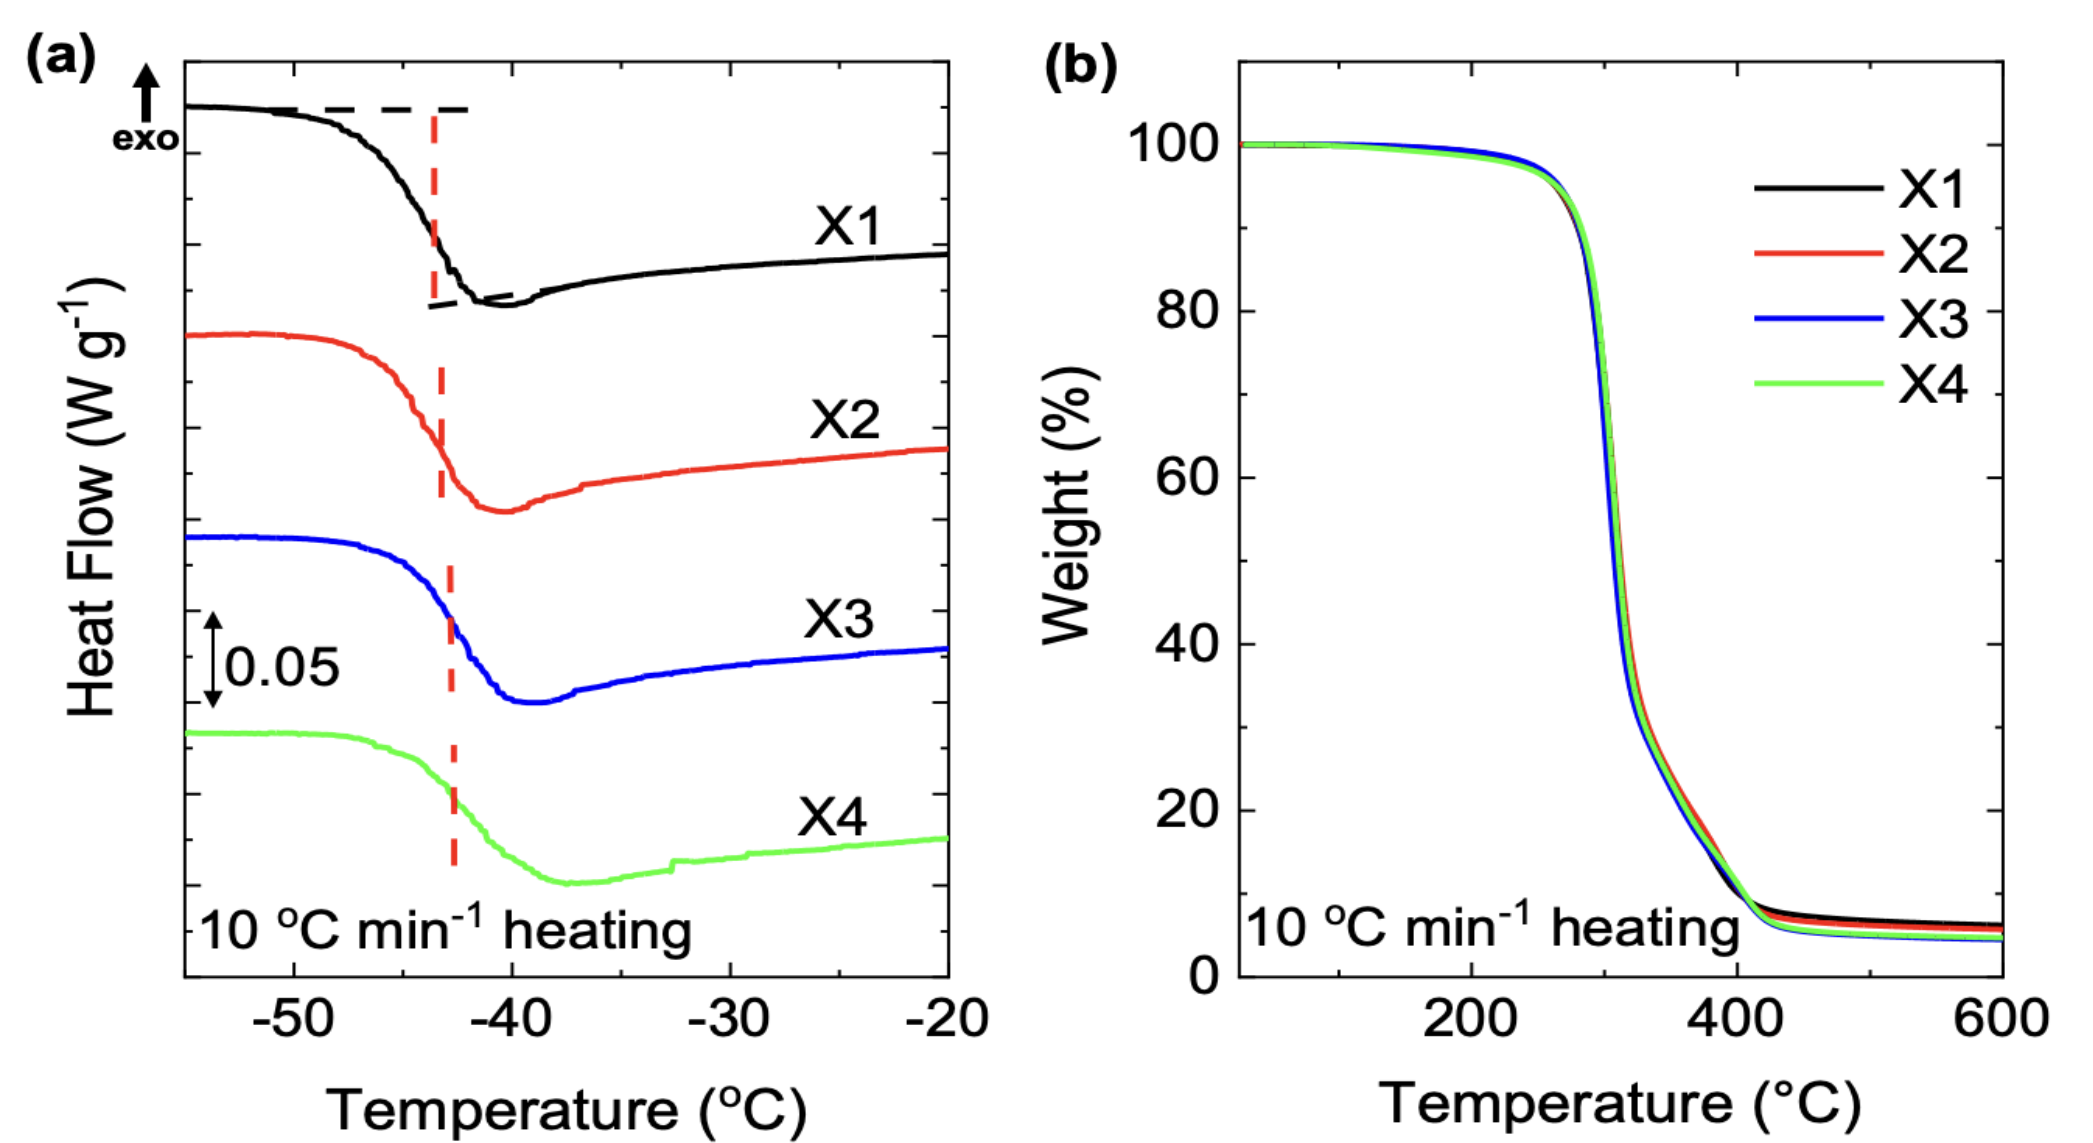 (a)
exo
Heat Flow (W g⁻¹)
X1
X2
X3
X4
0.05
10 ºC min⁻¹ heating
-50 -40 -30 -20
Temperature (ºC)
(b)
Weight (%)
100
80
60
40
20
0
X1
X2
X3
X4
10 ºC min⁻¹ heating
200 400 600
Temperature (°C)